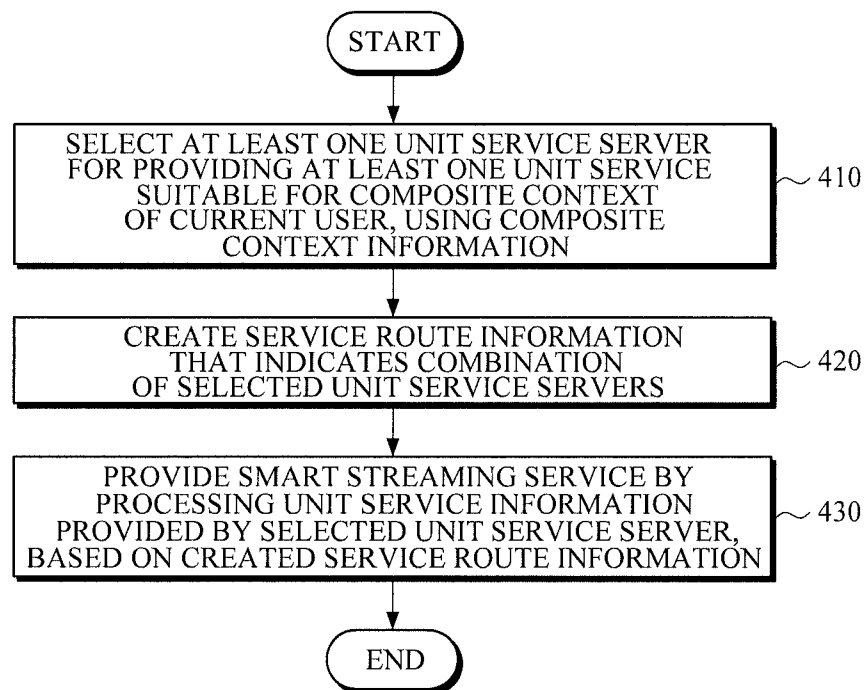 START
SELECT AT LEAST ONE UNIT SERVICE SERVER
FOR PROVIDING AT LEAST ONE UNIT SERVICE
SUITABLE FOR COMPOSITE CONTEXT
OF CURRENT USER, USING COMPOSITE
CONTEXT INFORMATION
410
CREATE SERVICE ROUTE INFORMATION
THAT INDICATES COMBINATION
OF SELECTED UNIT SERVICE SERVERS
420
PROVIDE SMART STREAMING SERVICE BY
PROCESSING UNIT SERVICE INFORMATION
PROVIDED BY SELECTED UNIT SERVICE SERVER,
BASED ON CREATED SERVICE ROUTE INFORMATION
430
END